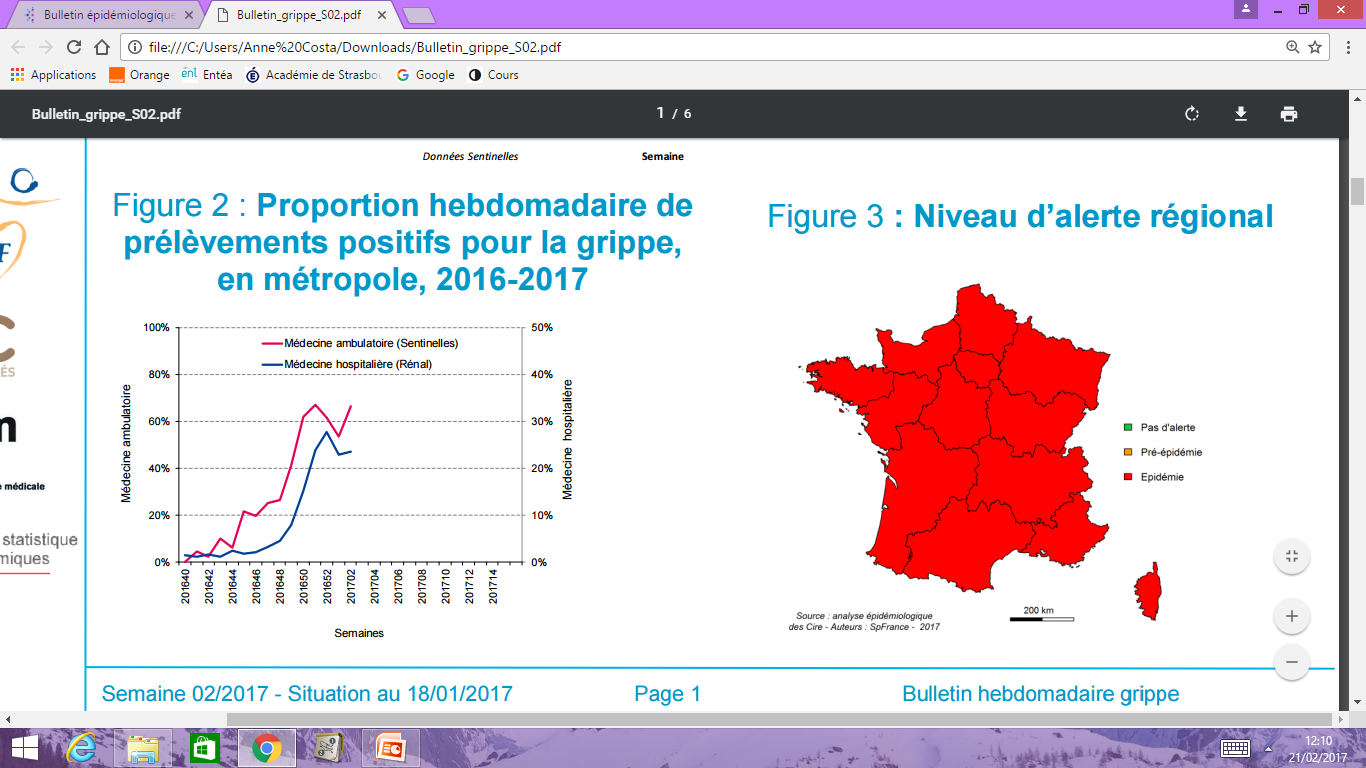 Bulletin épidémiologique
Bulletin_grippe_S02.pdf
file:///C:/Users/Anne%20Costa/Downloads/Bulletin_grippe_S02.pdf
Applications Orange Entéa Académie de Strasbou Google Cours
Bulletin_grippe_S02.pdf 1 / 6
Données Sentinelles Semaine
Figure 2 : Proportion hebdomadaire de
prélèvements positifs pour la grippe,
en métropole, 2016-2017
Figure 3 : Niveau d'alerte régional
100%
80%
60%
40%
20%
0%
Médecine ambulatoire
Médecine ambulatoire (Sentinelles)
Médecine hospitalière (Rénal)
50%
40%
30%
20%
10%
0%
Médecine hospitalière
201640 201642 201644 201646 201648 201650 201652 201702 201704 201706 201708 201710 201712 201714
Semaines
Pas d'alerte
Pré-épidémie
Epidémie
200 km
Source : analyse épidémiologique
des Cire - Auteurs : SpFrance - 2017
F
C
ÉS
m
e médicale
statistique
miques
Semaine 02/2017 - Situation au 18/01/2017 Page 1 Bulletin hebdomadaire grippe
12:10
21/02/2017